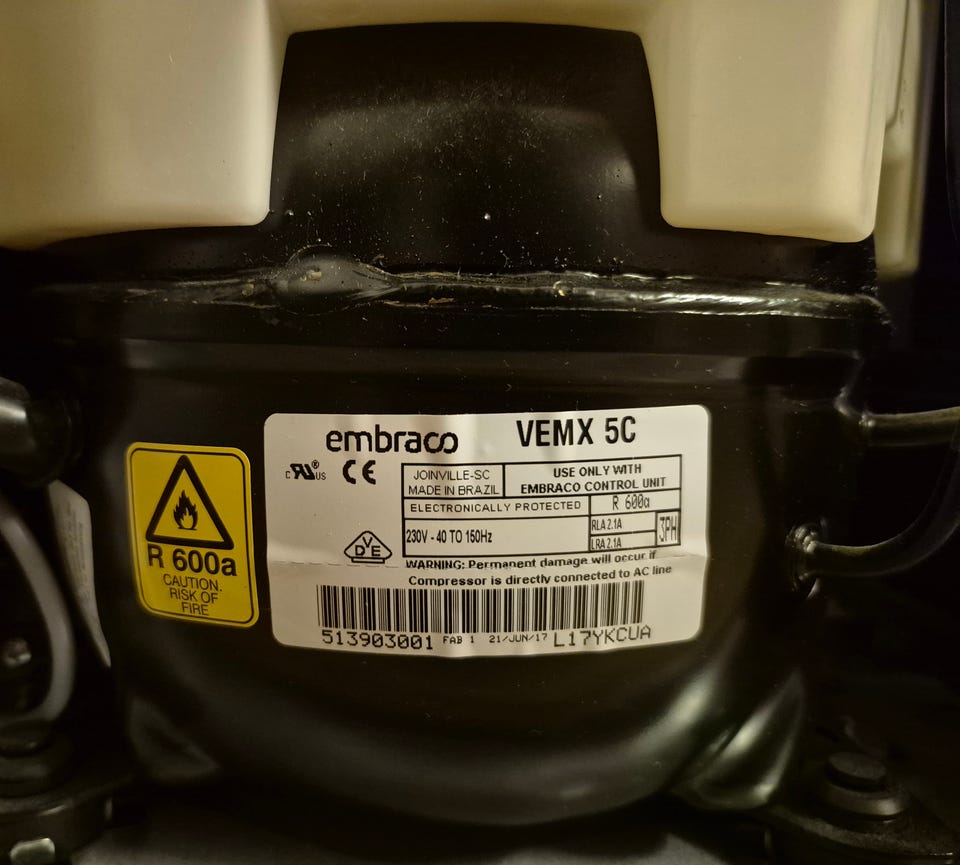 embraco VEMX 5C
c RU® US CE
JOINVILLE-SC
MADE IN BRAZIL
USE ONLY WITH
EMBRACO CONTROL UNIT
ELECTRONICALLY PROTECTED
R 600a
230V - 40 TO 150Hz
RLA 2.1A
LRA 2.1A
3PH
VDE
WARNING: Permanent damage will occur if
Compressor is directly connected to AC line
513903001 FAB 1 21/JUN/17 L17YKCUA
R 600a
CAUTION,
RISK OF
FIRE